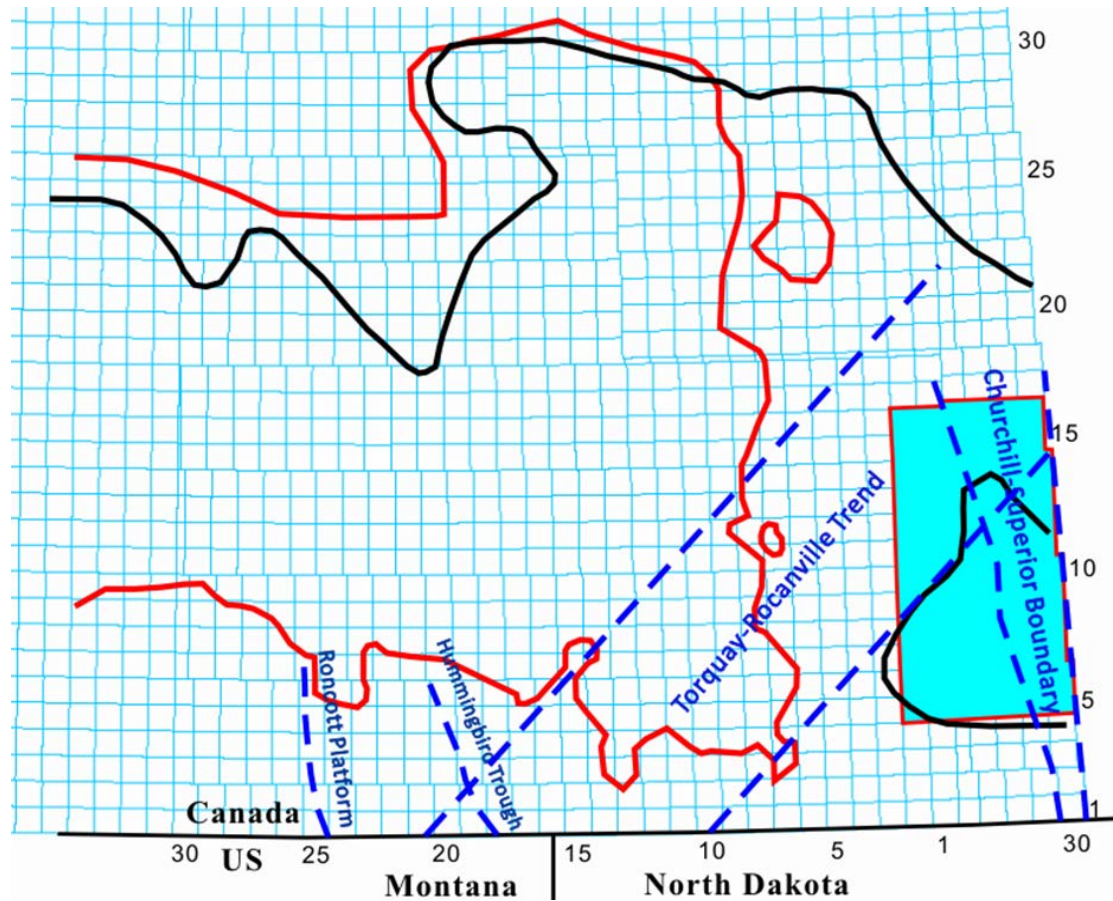 30
25
20
15
10
5
1
Churchill-Superior Boundary
Torquay-Rocanville Trend
Hummingbird Trough
Roncott Platform
Canada
30 25 20 15 10 5 1 30
US
Montana
North Dakota